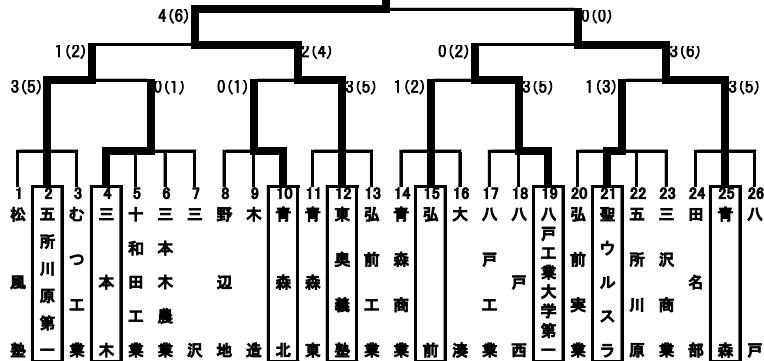 4(6)
0(0)
1(2)
2(4)
0(2)
3(6)
3(5)
0(1)
0(1)
3(5)
1(2)
3(5)
1(3)
3(5)
1 松風塾
2 五所川原第一
3 むつ工業
4 三本木
5 十和田工業
6 三本木農業
7 三沢
8 野辺地
9 木造
10 青森北
11 青森東
12 東奥義塾
13 弘前工業
14 青森商業
15 弘前
16 大湊
17 八戸工業
18 八戸西
19 八戸工業大学第一
20 弘前実業
21 聖ウルスラ
22 五所川原
23 三沢商業
24 田名部
25 青森
26 八戸